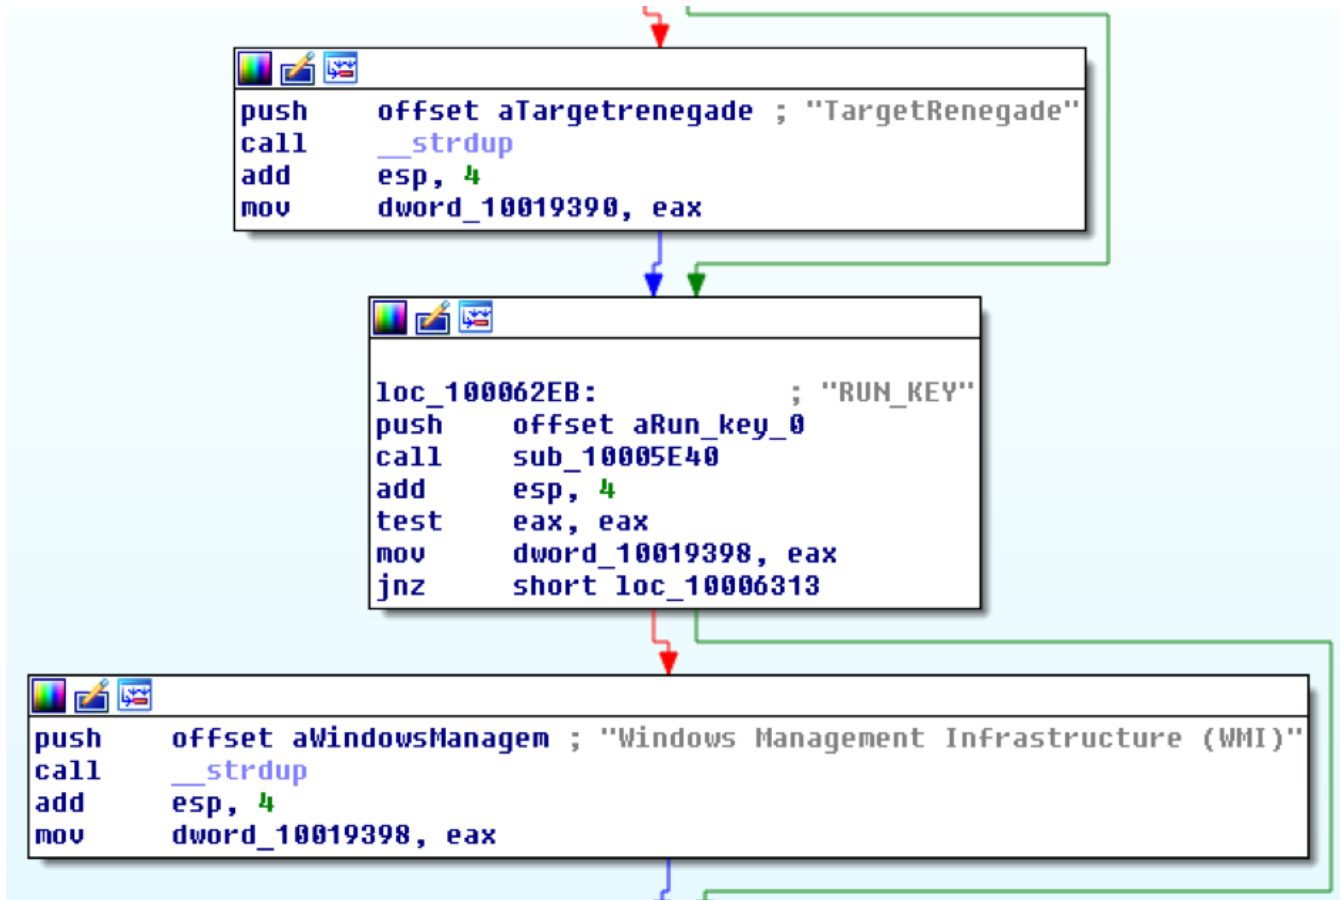 push offset aTargetrenegade ; "TargetRenegade"
call __strdup
add esp, 4
mov dword_10019390, eax
loc_100062EB: ; "RUN_KEY"
push offset aRun_key_0
call sub_10005E40
add esp, 4
test eax, eax
mov dword_10019398, eax
jnz short loc_10006313
push offset aWindowsManagem ; "Windows Management Infrastructure (WMI)"
call __strdup
add esp, 4
mov dword_10019398, eax